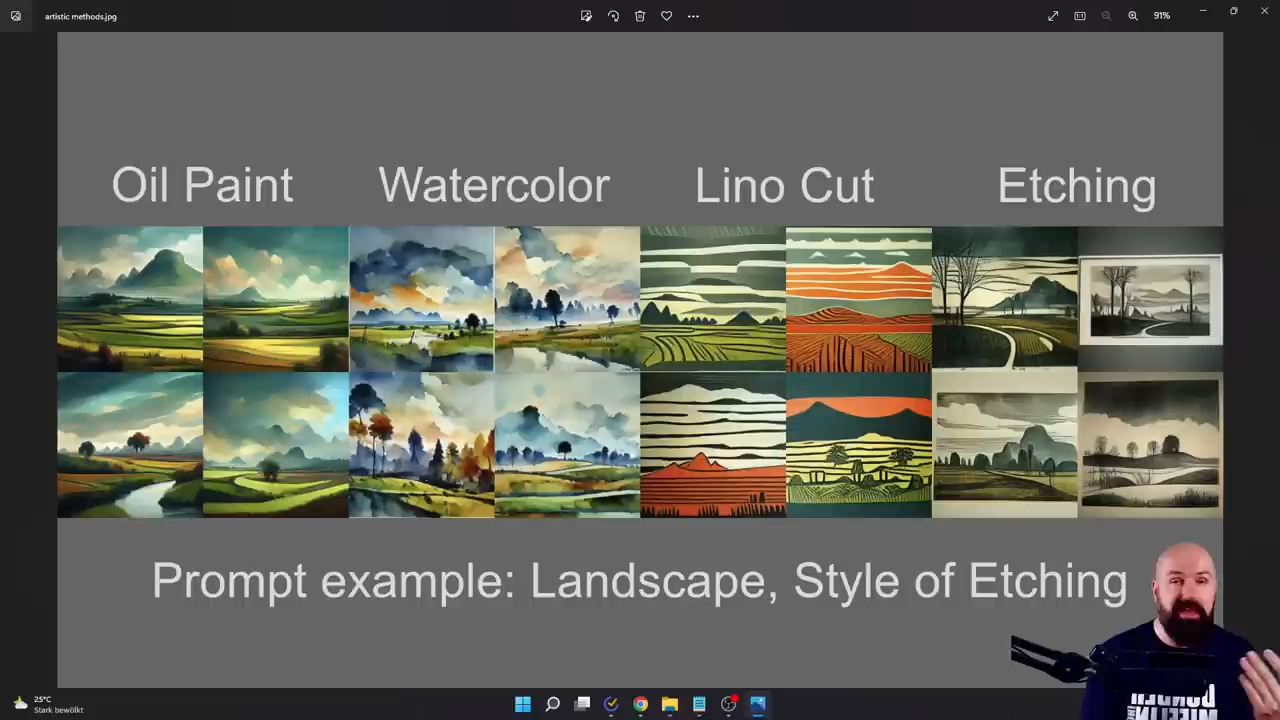 artistic methods.jpg
91%
Oil Paint Watercolor Lino Cut Etching
Prompt example: Landscape, Style of Etching
25°C
Stark bewölkt